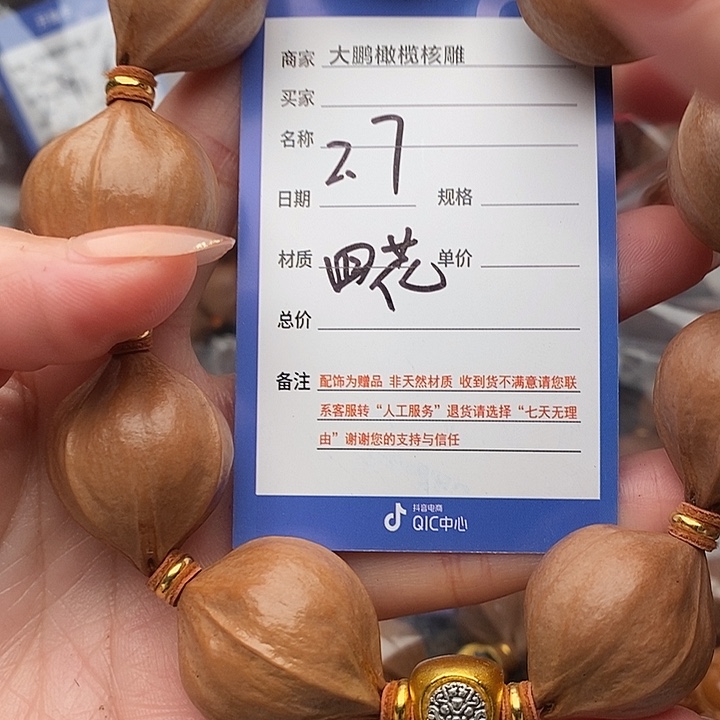 商家 大鹏橄榄核雕
买家
名称
2.7
日期 规格
材质 四花 单价
总价
备注 配饰为赠品 非天然材质 收到货不满意请您联
系客服转“人工服务”退货请选择“七天无理
由”谢谢您的支持与信任
抖音电商
QIC中心